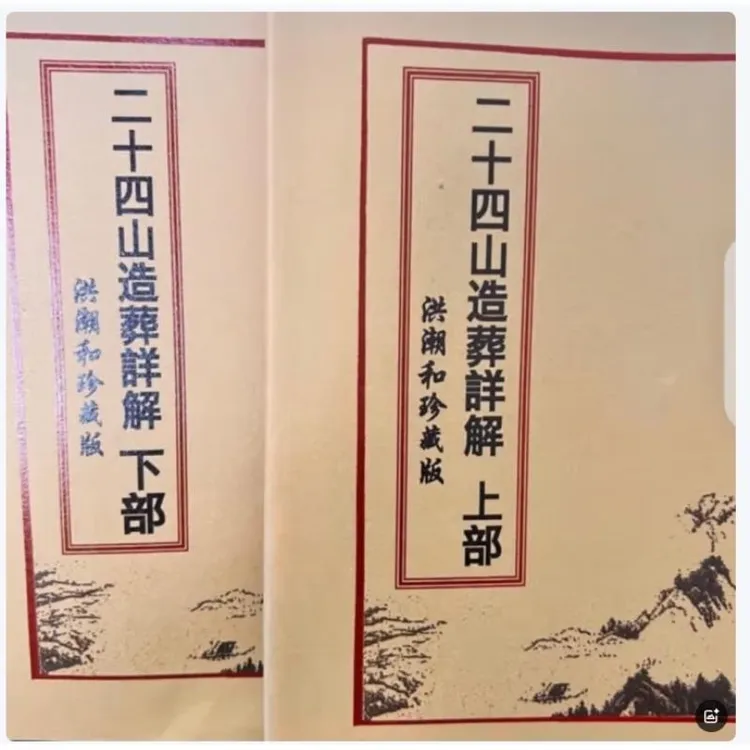 二十四山造葬詳解 上部
洪潮和珍藏版
二十四山造葬詳解 下部
洪潮和珍藏版